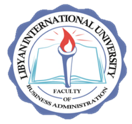 LIBYAN INTERNATIONAL UNIVERSITY
FACULTY
OF
BUSINESS ADMINISTRATION